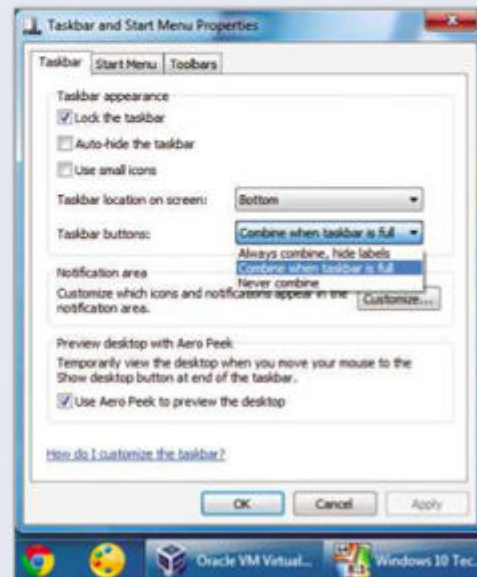 Taskbar and Start Menu Properties
Taskbar
Start Menu
Toolbars
Taskbar appearance
Lock the taskbar
Auto-hide the taskbar
Use small icons
Taskbar location on screen:
Bottom
Taskbar buttons:
Combine when taskbar is full
Always combine, hide labels
Combine when taskbar is full
Never combine
Notification area
Customize which icons and notifications appear in the
notification area.
Customize...
Preview desktop with Aero Peek
Temporarily view the desktop when you move your mouse to the
Show desktop button at end of the taskbar.
Use Aero Peek to preview the desktop
How do I customize the taskbar?
OK
Cancel
Apply
Oracle VM Virtual...
Windows 10 Tec.